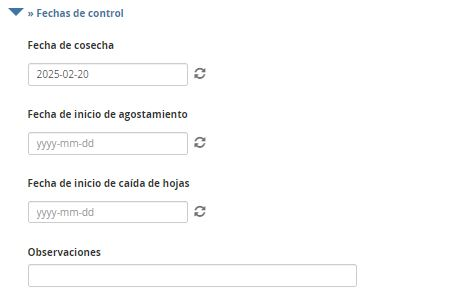 » Fechas de control
Fecha de cosecha
2025-02-20
Fecha de inicio de agostamiento
yyyy-mm-dd
Fecha de inicio de caída de hojas
yyyy-mm-dd
Observaciones